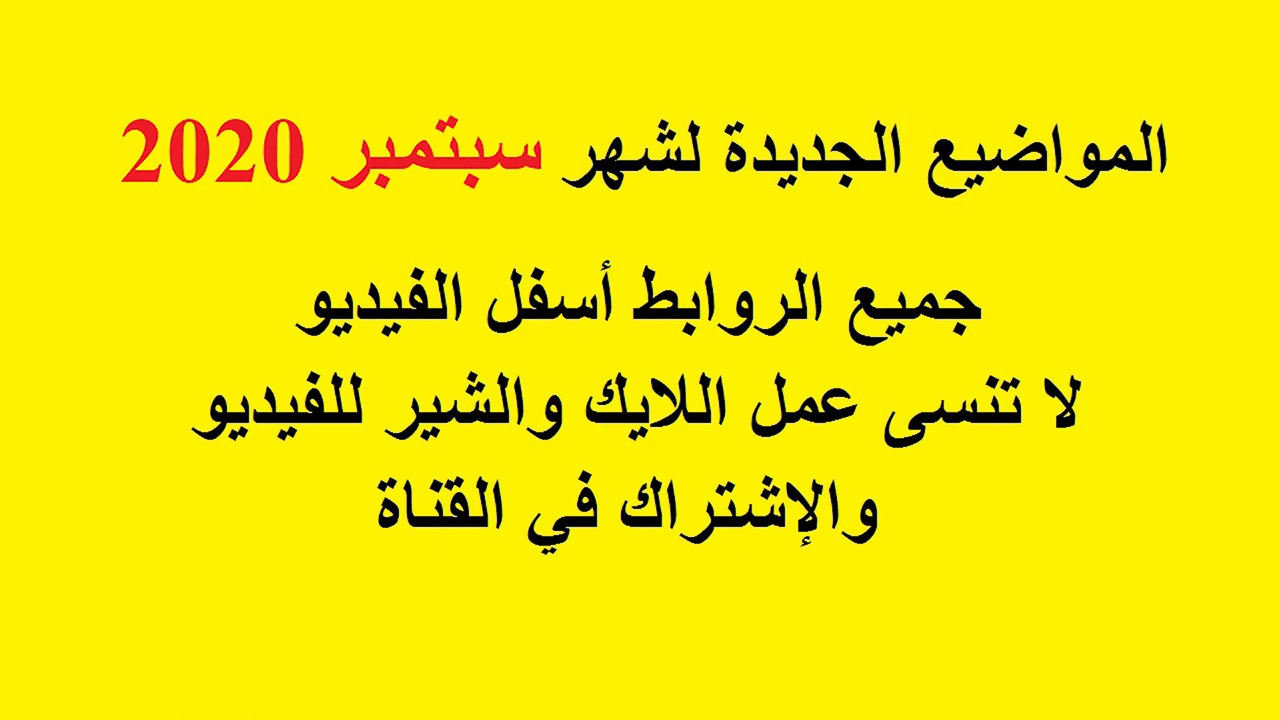 المواضيع الجديدة لشهر سبتمبر 2020
جميع الروابط أسفل الفيديو
لا تنسى عمل اللايك والشير للفيديو
والإشتراك في القناة